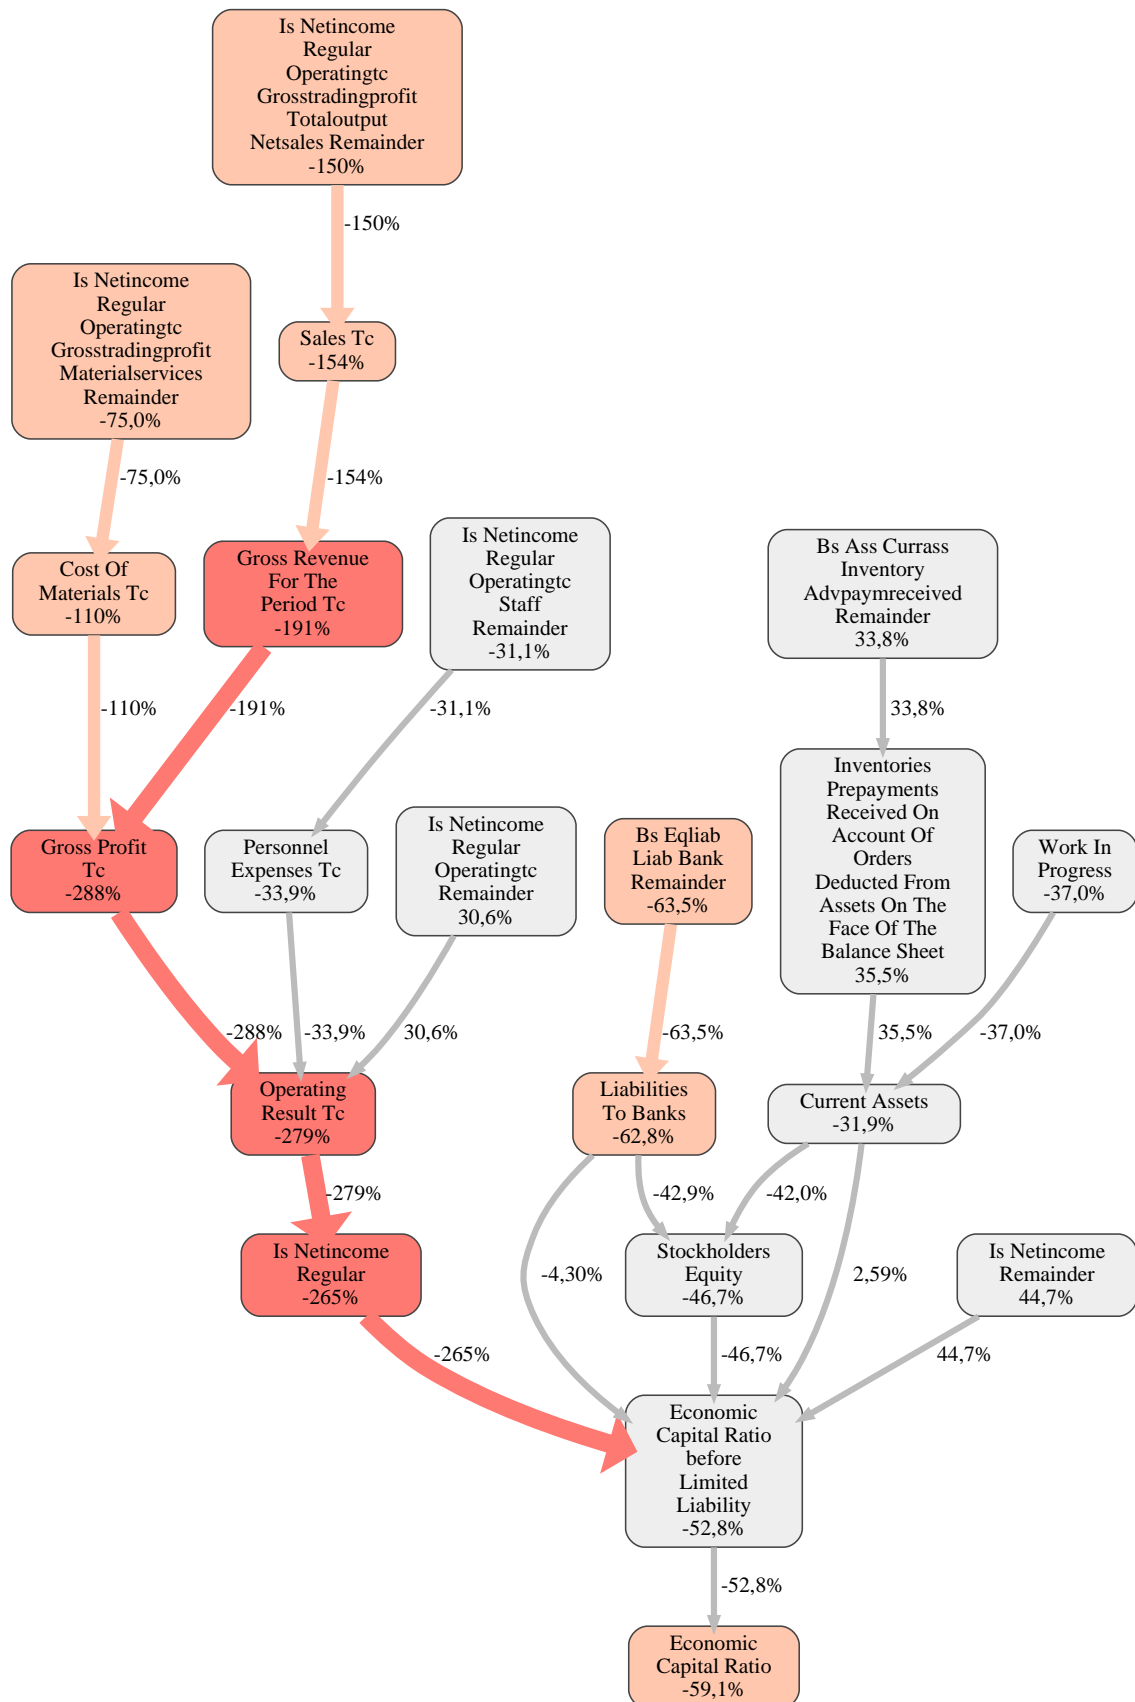 Is Netincome
Regular
Operatingtc
Grosstradingprofit
Totaloutput
Netsales Remainder
-150%
-150%
Is Netincome
Regular
Operatingtc
Grosstradingprofit
Materialservices
Remainder
-75,0%
Sales Tc
-154%
-75,0%
-154%
Cost Of
Materials Tc
-110%
Gross Revenue
For The
Period Tc
-191%
Is Netincome
Regular
Operatingtc
Staff
Remainder
-31,1%
Bs Ass Currass
Inventory
Advpaymreceived
Remainder
33,8%
-110%
-191%
-31,1%
33,8%
Gross Profit
Tc
-288%
Personnel
Expenses Tc
-33,9%
Is Netincome
Regular
Operatingtc
Remainder
30,6%
Bs Eqliab
Liab Bank
Remainder
-63,5%
Inventories
Prepayments
Received On
Account Of
Orders
Deducted From
Assets On The
Face Of The
Balance Sheet
35,5%
Work In
Progress
-37,0%
-288%
-33,9%
30,6%
-63,5%
35,5%
-37,0%
Operating
Result Tc
-279%
Liabilities
To Banks
-62,8%
Current Assets
-31,9%
-279%
-42,9%
-42,0%
Is Netincome
Regular
-265%
-4,30%
Stockholders
Equity
-46,7%
2,59%
Is Netincome
Remainder
44,7%
-265%
-46,7%
44,7%
Economic
Capital Ratio
before
Limited
Liability
-52,8%
-52,8%
Economic
Capital Ratio
-59,1%